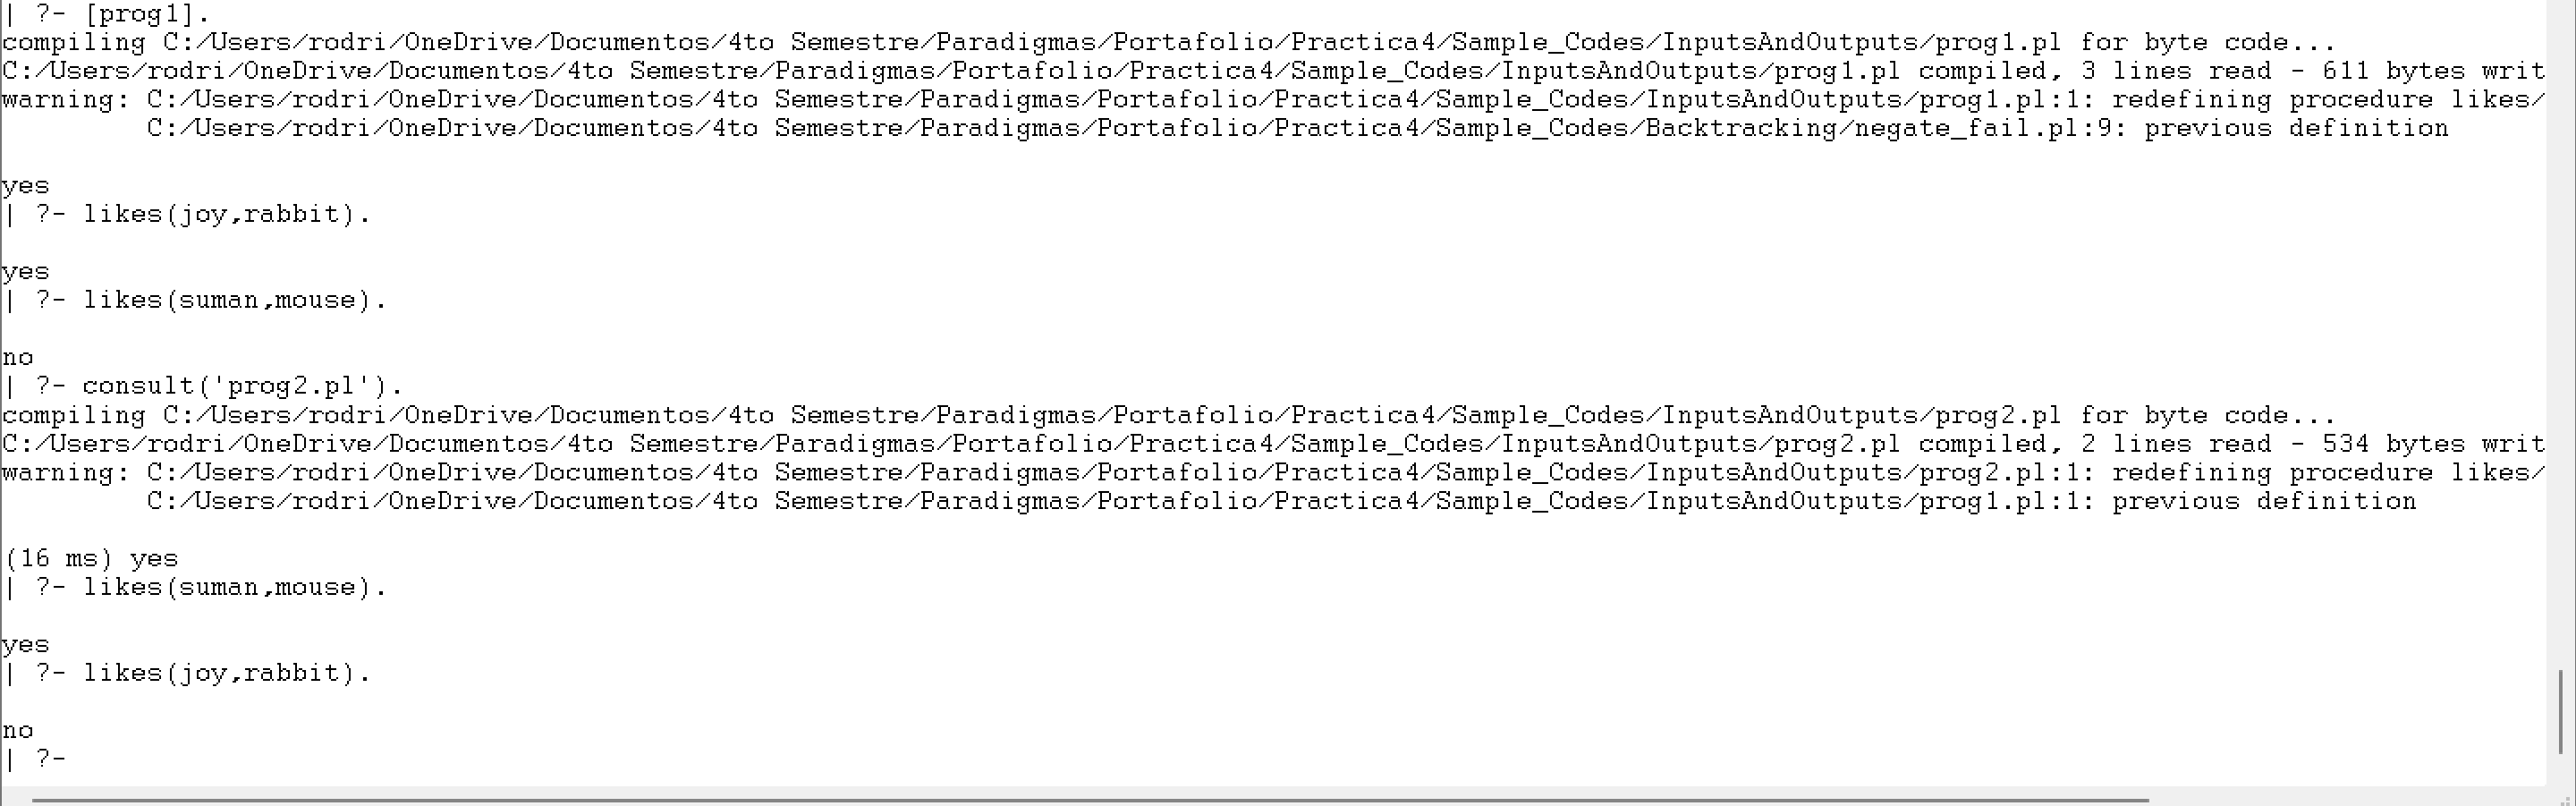 | ?- [prog1].
compiling C:/Users/rodri/OneDrive/Documentos/4to Semestre/Paradigmas/Portafolio/Practica4/Sample_Codes/InputsAndOutputs/prog1.pl for byte code...
C:/Users/rodri/OneDrive/Documentos/4to Semestre/Paradigmas/Portafolio/Practica4/Sample_Codes/InputsAndOutputs/prog1.pl compiled, 3 lines read - 611 bytes writ
warning: C:/Users/rodri/OneDrive/Documentos/4to Semestre/Paradigmas/Portafolio/Practica4/Sample_Codes/InputsAndOutputs/prog1.pl:1: redefining procedure likes/
C:/Users/rodri/OneDrive/Documentos/4to Semestre/Paradigmas/Portafolio/Practica4/Sample_Codes/Backtracking/negate_fail.pl:9: previous definition
yes
| ?- likes(joy,rabbit).
yes
| ?- likes(suman,mouse).
no
| ?- consult('prog2.pl').
compiling C:/Users/rodri/OneDrive/Documentos/4to Semestre/Paradigmas/Portafolio/Practica4/Sample_Codes/InputsAndOutputs/prog2.pl for byte code...
C:/Users/rodri/OneDrive/Documentos/4to Semestre/Paradigmas/Portafolio/Practica4/Sample_Codes/InputsAndOutputs/prog2.pl compiled, 2 lines read - 534 bytes writ
warning: C:/Users/rodri/OneDrive/Documentos/4to Semestre/Paradigmas/Portafolio/Practica4/Sample_Codes/InputsAndOutputs/prog2.pl:1: redefining procedure likes/
C:/Users/rodri/OneDrive/Documentos/4to Semestre/Paradigmas/Portafolio/Practica4/Sample_Codes/InputsAndOutputs/prog1.pl:1: previous definition
(16 ms) yes
| ?- likes(suman,mouse).
yes
| ?- likes(joy,rabbit).
no
| ?-